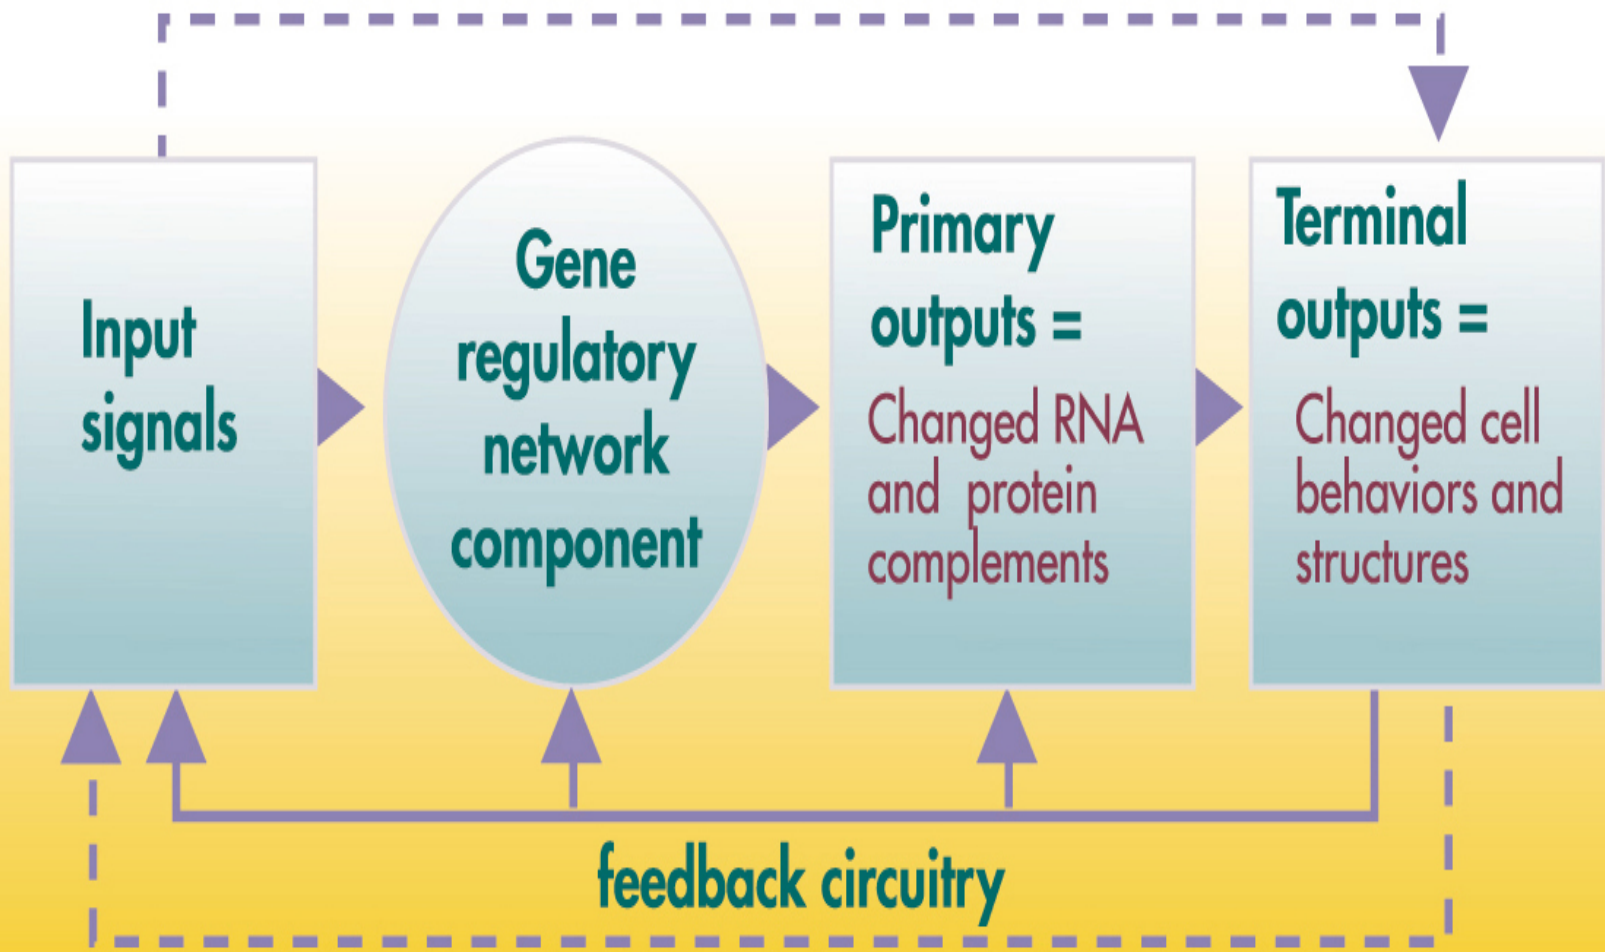 Input
signals
Gene
regulatory
network
component
Primary
outputs =
Changed RNA
and protein
complements
Terminal
outputs =
Changed cell
behaviors and
structures
feedback circuitry